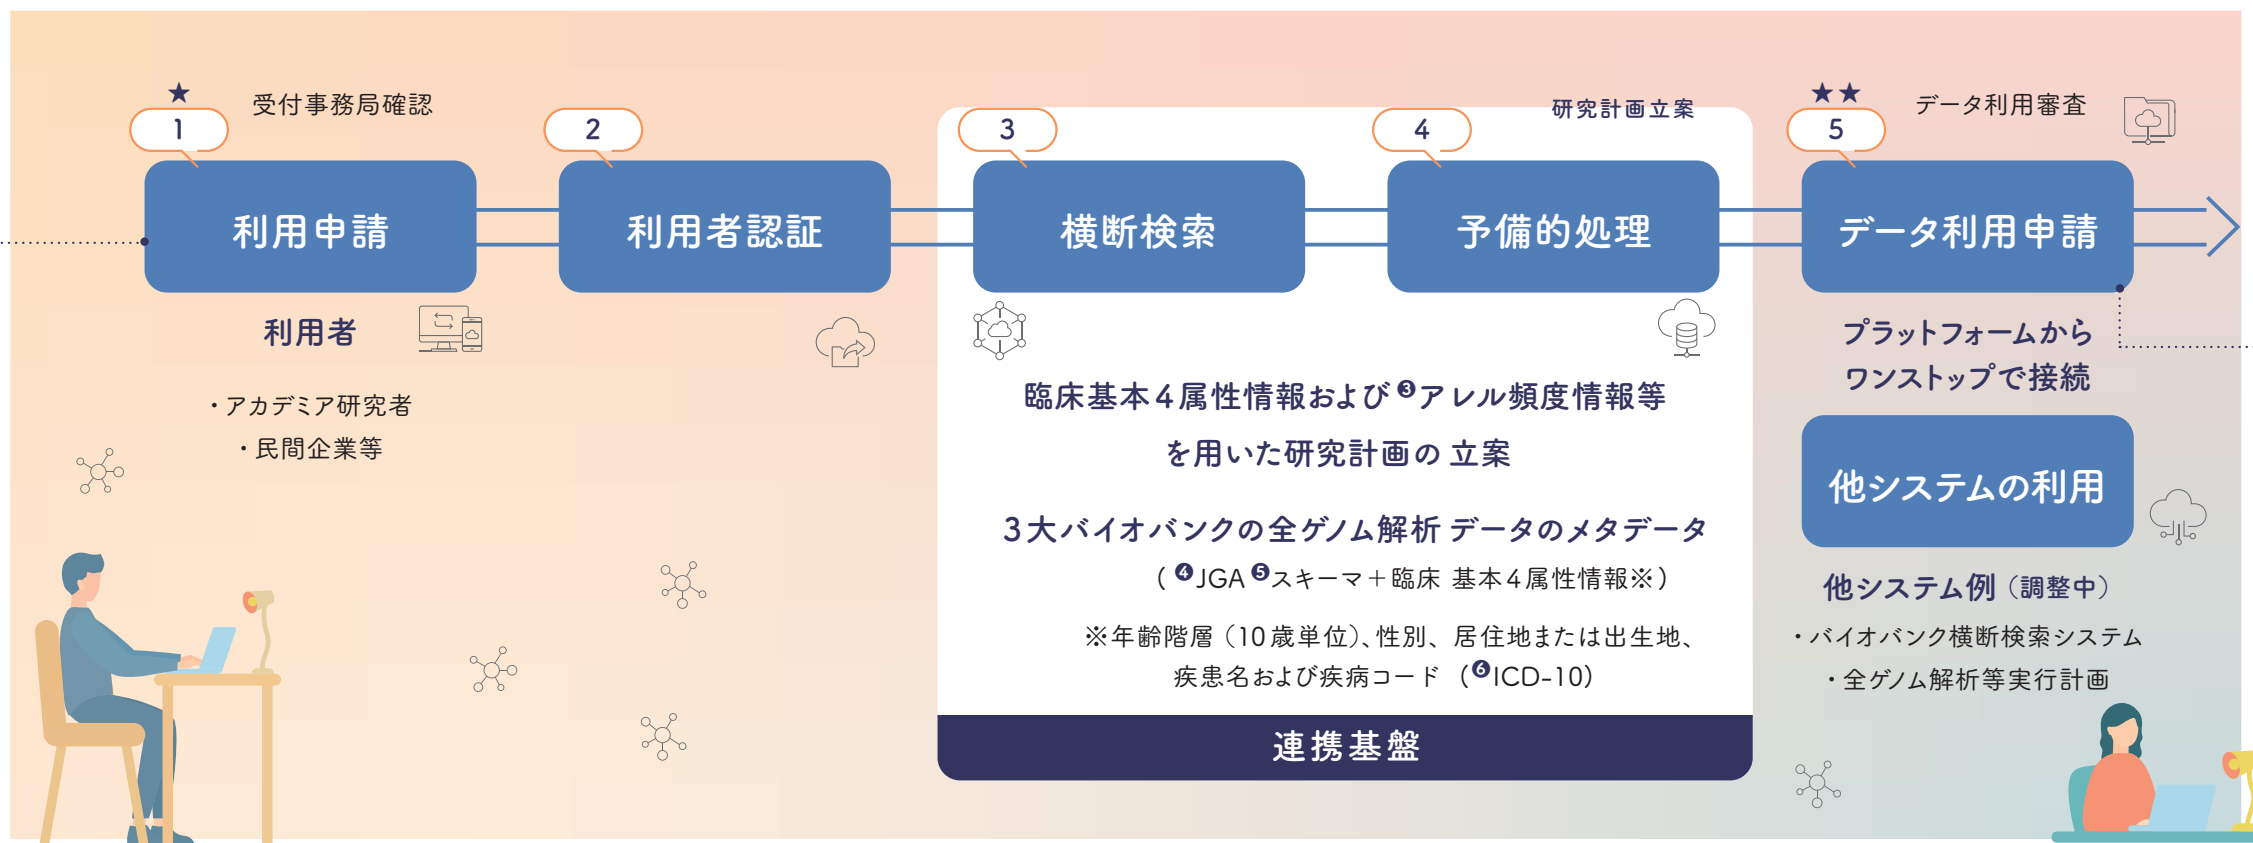 ★ 受付事務局確認
1
利用申請
利用者
・アカデミア研究者
・民間企業等
2
利用者認証
研究計画立案
3
横断検索
4
予備的処理
臨床基本4属性情報および❸アレル頻度情報等
を用いた研究計画の 立案
3大バイオバンクの全ゲノム解析 データのメタデータ
( ❹JGA ❺スキーマ＋臨床 基本4属性情報※)
※年齢階層(10歳単位)、性別、居住地または出生地、
疾患名および疾病コード (❻ICD-10)
連携基盤
★★ データ利用審査
5
データ利用申請
プラットフォームから
ワンストップで接続
他システムの利用
他システム例(調整中)
・バイオバンク横断検索システム
・全ゲノム解析等実行計画